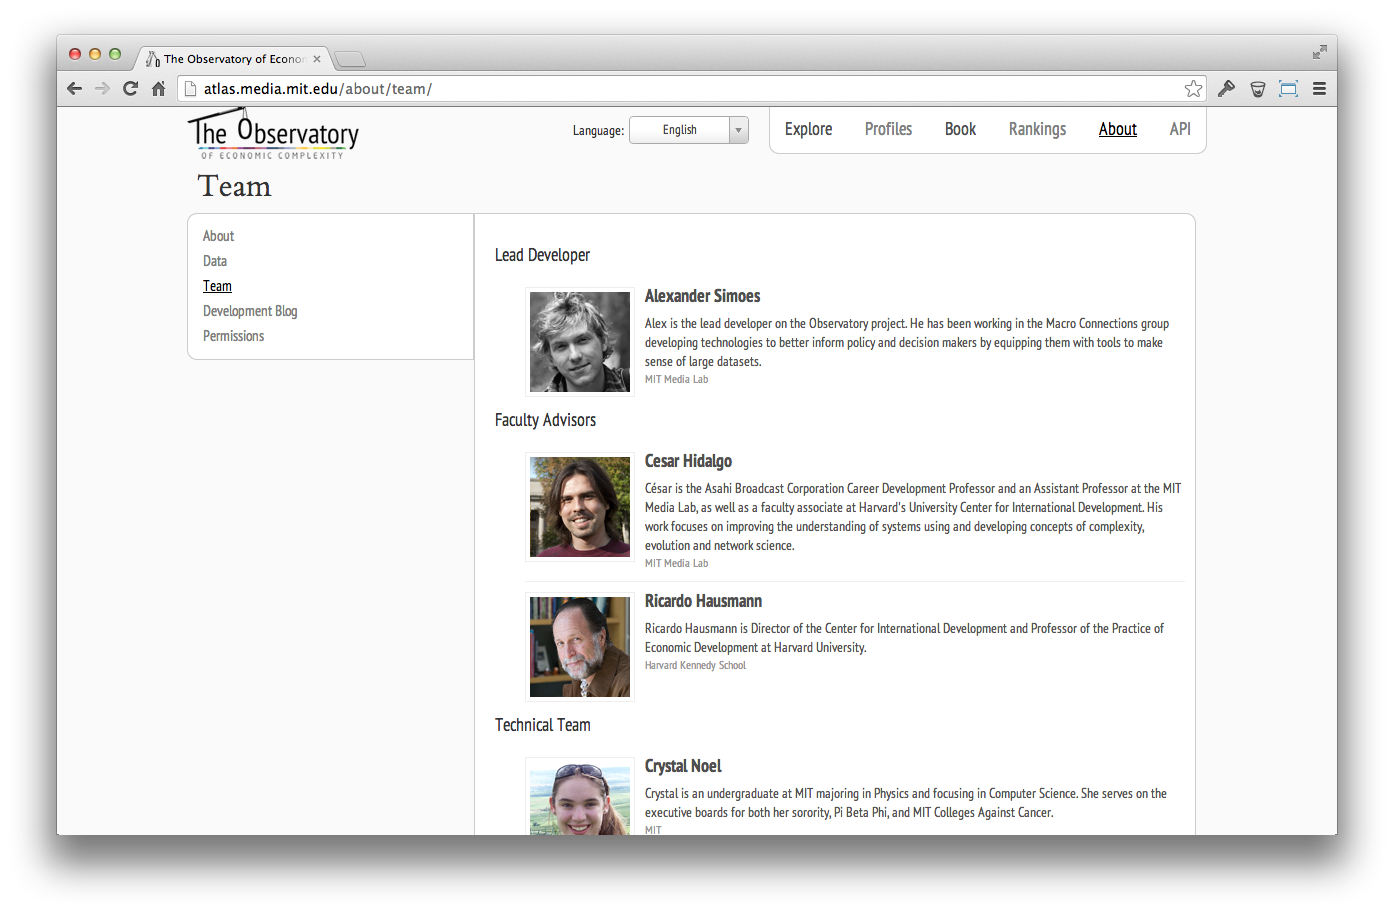 The Observatory of Econo
atlas.media.mit.edu/about/team/
The Observatory
OF ECONOMIC COMPLEXITY
Language: English
Explore Profiles Book Rankings About API
Team
About
Data
Team
Development Blog
Permissions
Lead Developer
Alexander Simoes
Alex is the lead developer on the Observatory project. He has been working in the Macro Connections group
developing technologies to better inform policy and decision makers by equipping them with tools to make
sense of large datasets.
MIT Media Lab
Faculty Advisors
Cesar Hidalgo
César is the Asahi Broadcast Corporation Career Development Professor and an Assistant Professor at the MIT
Media Lab, as well as a faculty associate at Harvard's University Center for International Development. His
work focuses on improving the understanding of systems using and developing concepts of complexity,
evolution and network science.
MIT Media Lab
Ricardo Hausmann
Ricardo Hausmann is Director of the Center for International Development and Professor of the Practice of
Economic Development at Harvard University.
Harvard Kennedy School
Technical Team
Crystal Noel
Crystal is an undergraduate at MIT majoring in Physics and focusing in Computer Science. She serves on the
executive boards for both her sorority, Pi Beta Phi, and MIT Colleges Against Cancer.
MIT